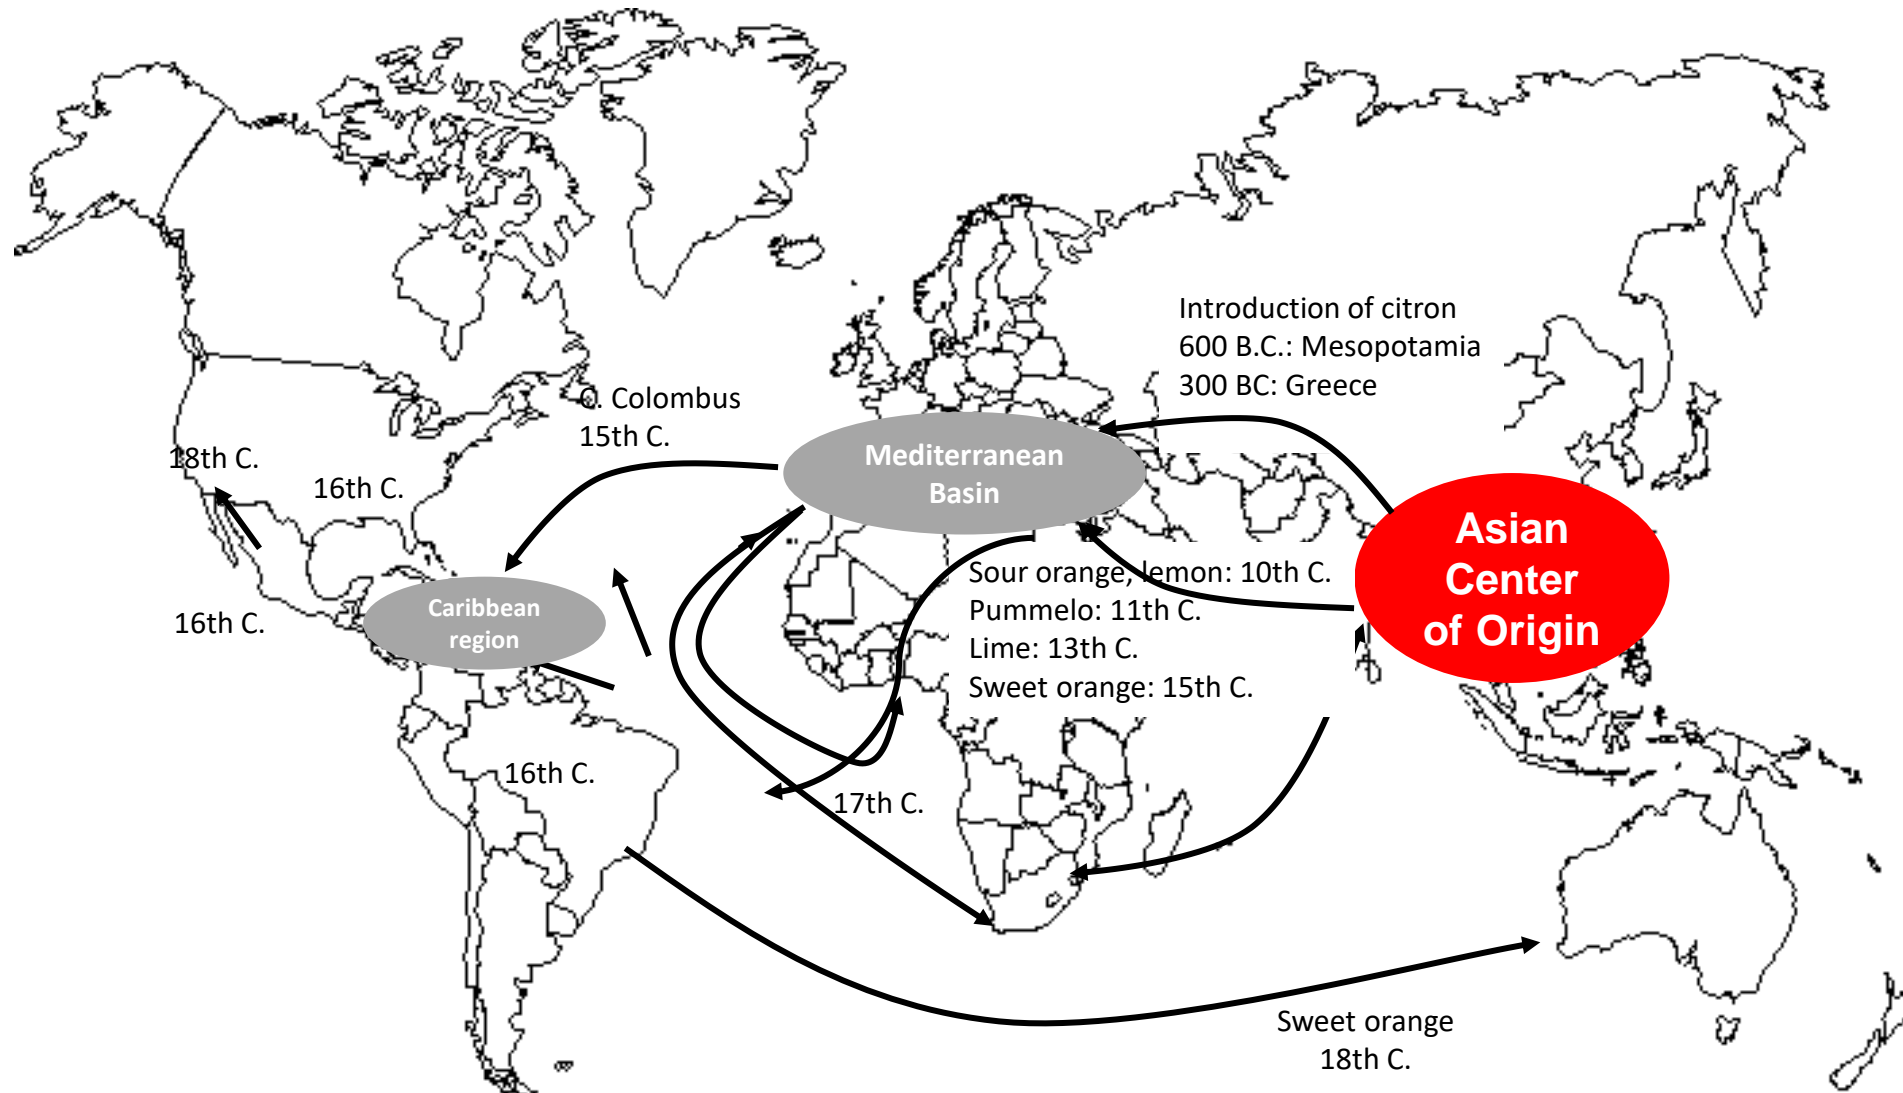 Introduction of citron
600 B.C.: Mesopotamia
300 BC: Greece
C. Colombus
15th C.
Mediterranean
Basin
18th C.
16th C.
Asian
Center
of Origin
Sour orange, lemon: 10th C.
Pummelo: 11th C.
Lime: 13th C.
Sweet orange: 15th C.
Caribbean
region
16th C.
16th C.
17th C.
Sweet orange
18th C.